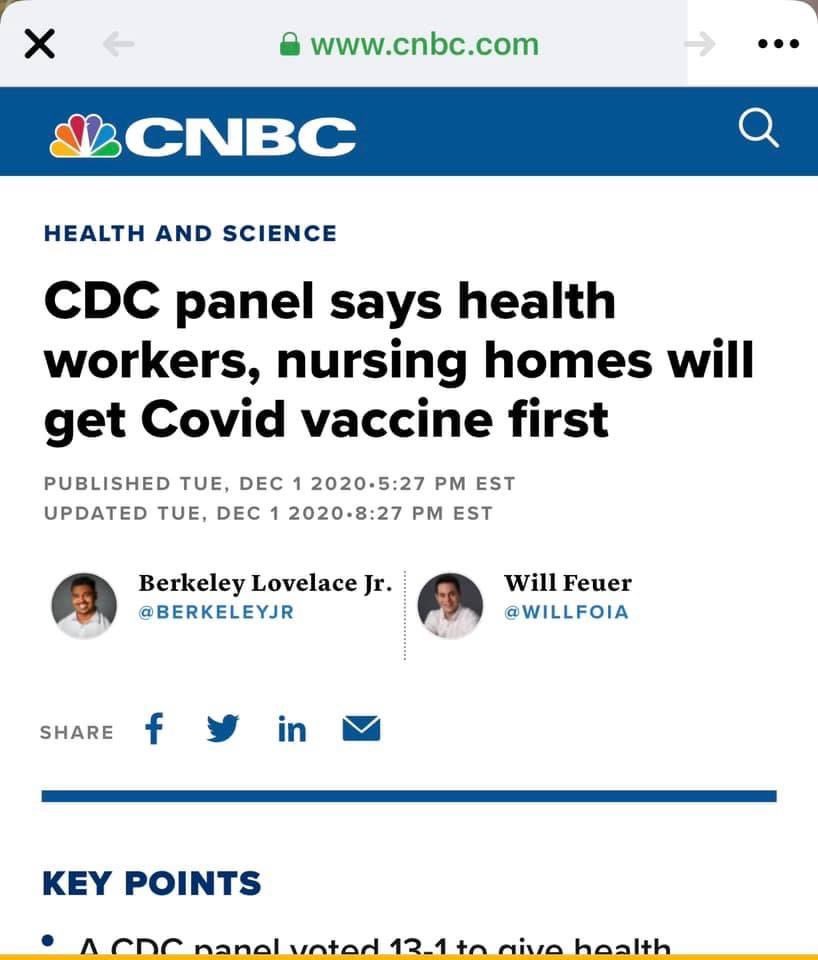 www.cnbc.com
CNBC
HEALTH AND SCIENCE
CDC panel says health
workers, nursing homes will
get Covid vaccine first
PUBLISHED TUE, DEC 1 2020•5:27 PM EST
UPDATED TUE, DEC 1 2020•8:27 PM EST
Berkeley Lovelace Jr.
@BERKELEYJR
Will Feuer
@WILLFOIA
SHARE
KEY POINTS
• A CDC panel voted 13-1 to give health